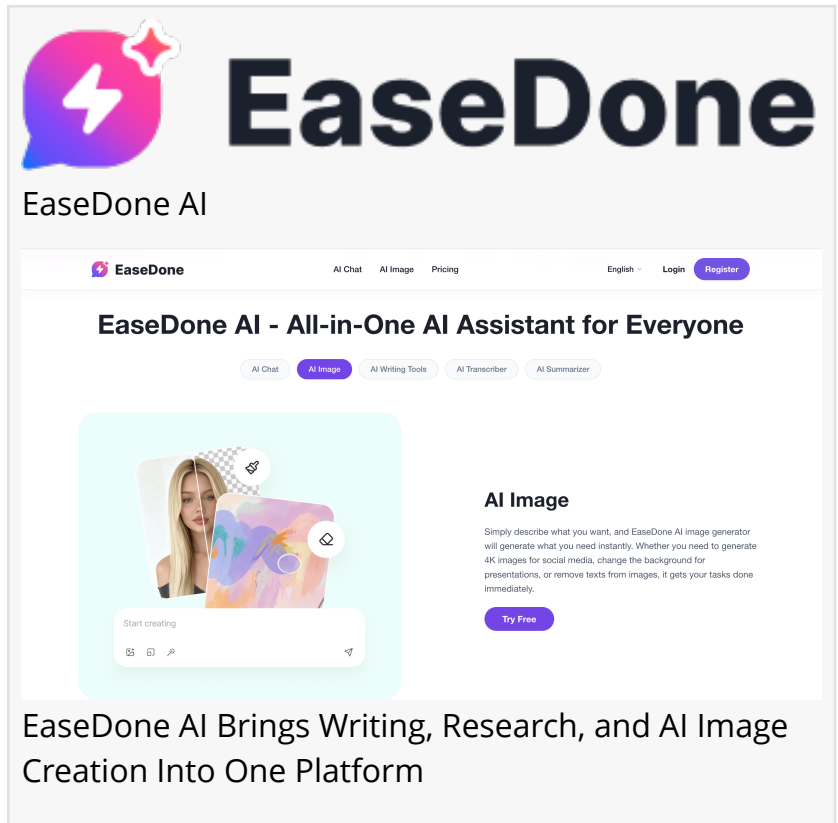 EaseDone
EaseDone AI
EaseDone
AI Chat AI Image Pricing
English Login Register
EaseDone AI - All-in-One AI Assistant for Everyone
AI Chat AI Image AI Writing Tools AI Transcriber AI Summarizer
AI Image
Simply describe what you want, and EaseDone AI image generator
will generate what you need instantly. Whether you need to generate
4K images for social media, change the background for
presentations, or remove texts from images, it gets your tasks done
immediately.
Try Free
Start creating
EaseDone AI Brings Writing, Research, and AI Image
Creation Into One Platform